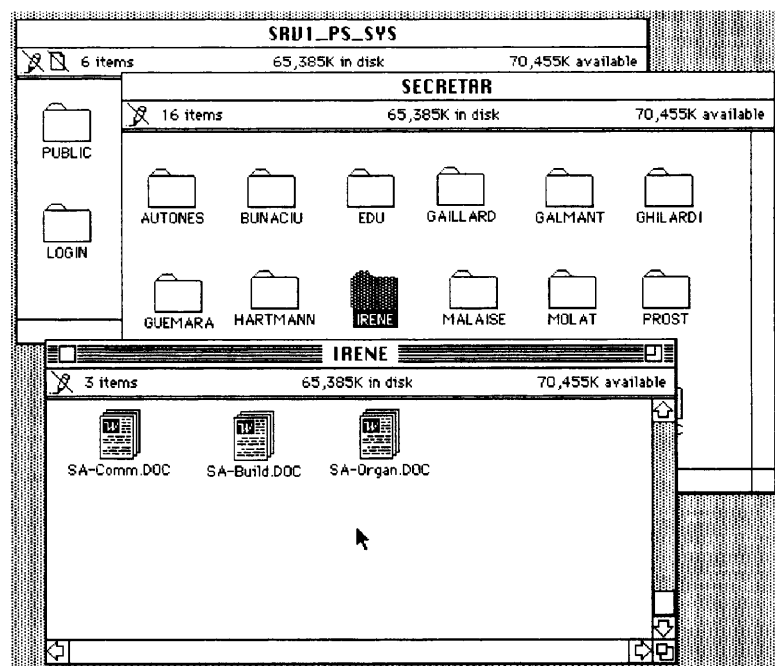 SRV1_PS_SYS
6 items 65,385K in disk 70,455K available
SECRETAR
16 items 65,385K in disk 70,455K available
PUBLIC
LOGIN
AUTONES BUNACIU EDU GAILLARD GALMANT GHILARDI
GUEMARA HARTMANN IRENE MALAISE MOLAT PROST
IRENE
3 items 65,385K in disk 70,455K available
SA-Comm.DOC SA-Build.DOC SA-Organ.DOC